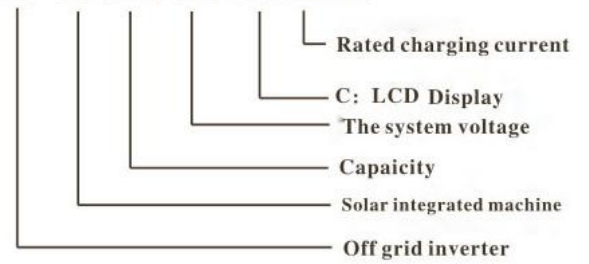 Rated charging current
C: LCD Display
The system voltage
Capaicity
Solar integrated machine
Off grid inverter